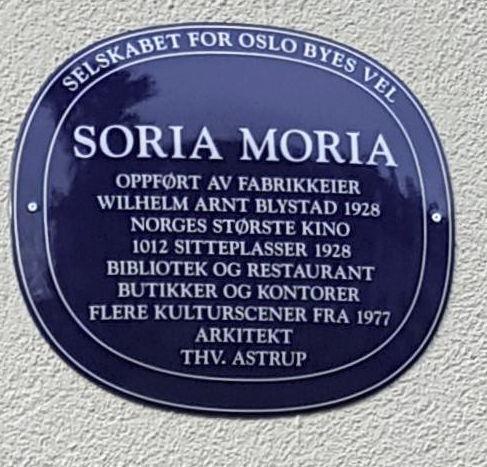 SELSKABET FOR OSLO BYES VEL
SORIA MORIA
OPPFØRT AV FABRIKKEIER
WILHELM ARNT BLYSTAD 1928
NORGES STØRSTE KINO
1012 SITTEPLASSER 1928
BIBLIOTEK OG RESTAURANT
BUTIKKER OG KONTORER
FLERE KULTURSCENER FRA 1977
ARKITEKT
THV. ASTRUP